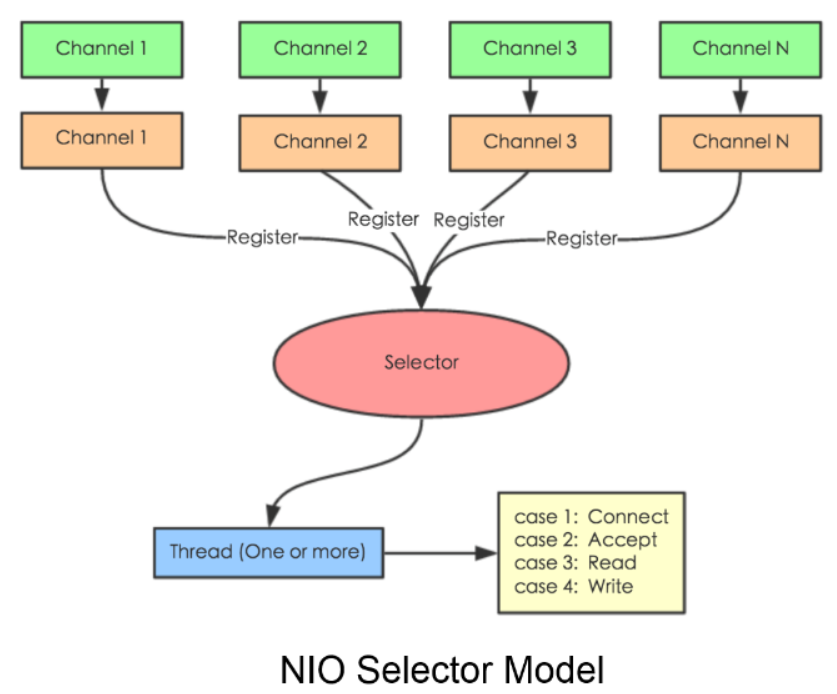 Channel 1
Channel 2
Channel 3
Channel N
Channel 1
Channel 2
Channel 3
Channel N
Register
Register
Register
Register
Selector
Thread (One or more)
case 1: Connect
case 2: Accept
case 3: Read
case 4: Write
NIO Selector Model